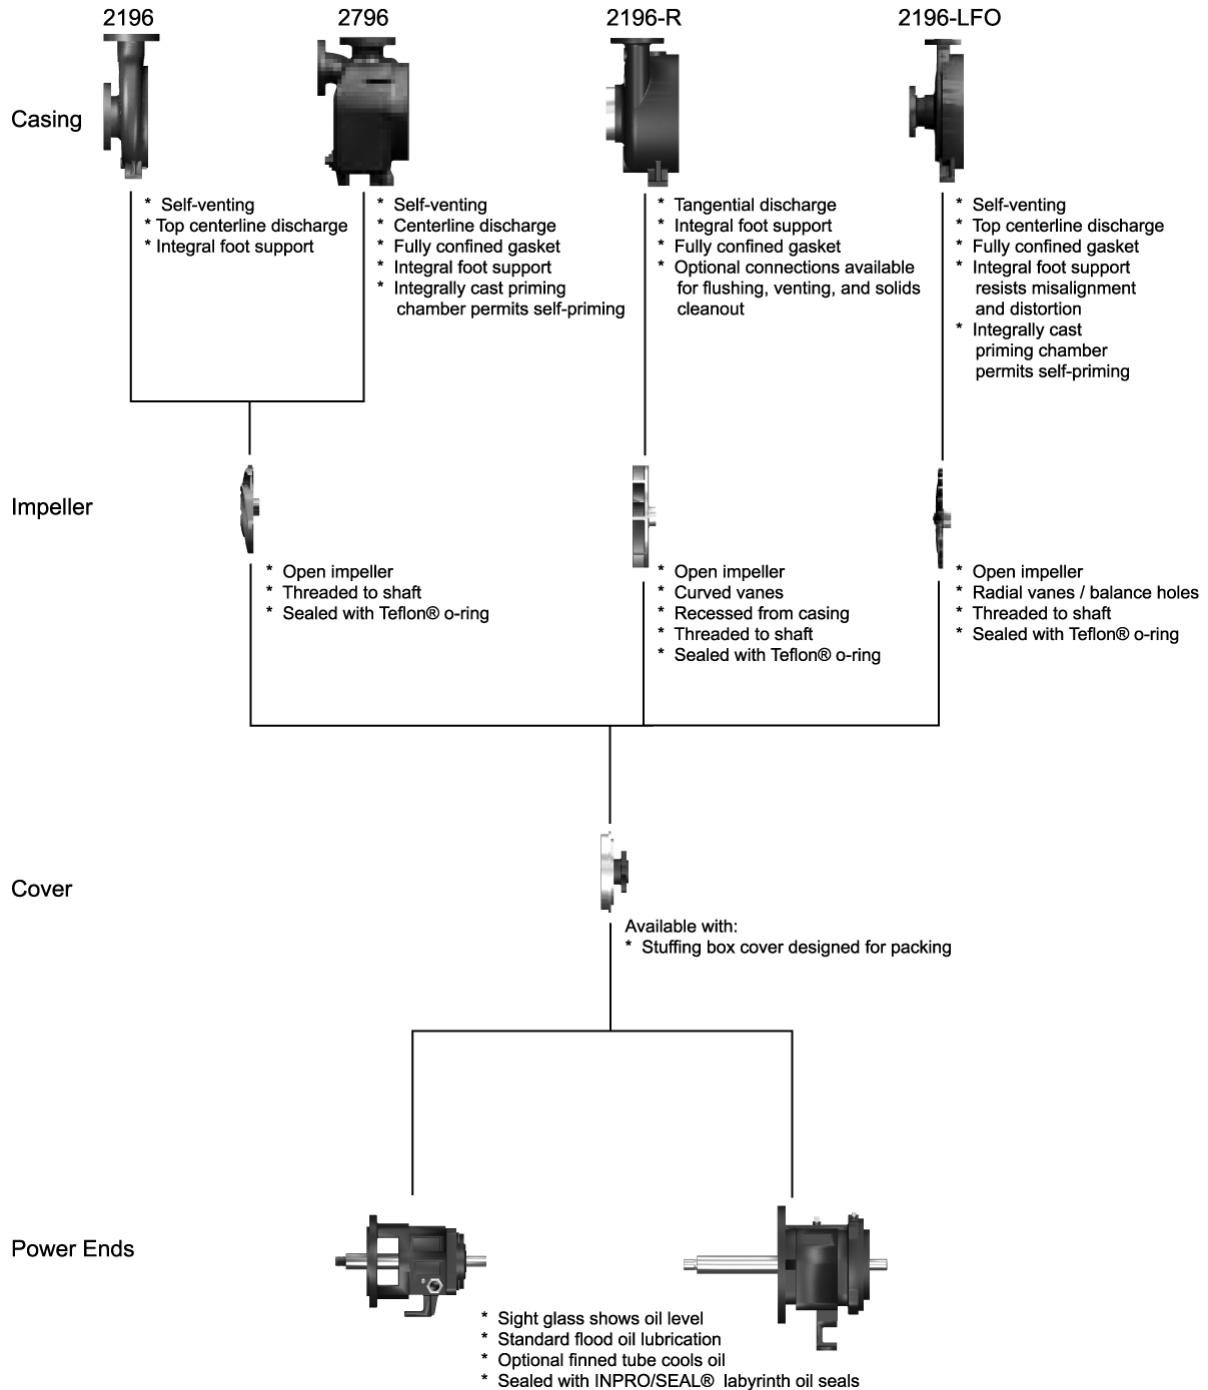 2196
2796
2196-R
2196-LFO
Casing
* Self-venting
* Top centerline discharge
* Integral foot support
* Self-venting
* Centerline discharge
* Fully confined gasket
* Integral foot support
* Integrally cast priming
chamber permits self-priming
* Tangential discharge
* Integral foot support
* Fully confined gasket
* Optional connections available
for flushing, venting, and solids
cleanout
* Self-venting
* Top centerline discharge
* Fully confined gasket
* Integral foot support
resists misalignment
and distortion
* Integrally cast
priming chamber
permits self-priming
Impeller
* Open impeller
* Threaded to shaft
* Sealed with Teflon® o-ring
* Open impeller
* Curved vanes
* Recessed from casing
* Threaded to shaft
* Sealed with Teflon® o-ring
* Open impeller
* Radial vanes / balance holes
* Threaded to shaft
* Sealed with Teflon® o-ring
Cover
Available with:
* Stuffing box cover designed for packing
Power Ends
* Sight glass shows oil level
* Standard flood oil lubrication
* Optional finned tube cools oil
* Sealed with INPRO/SEAL® labyrinth oil seals